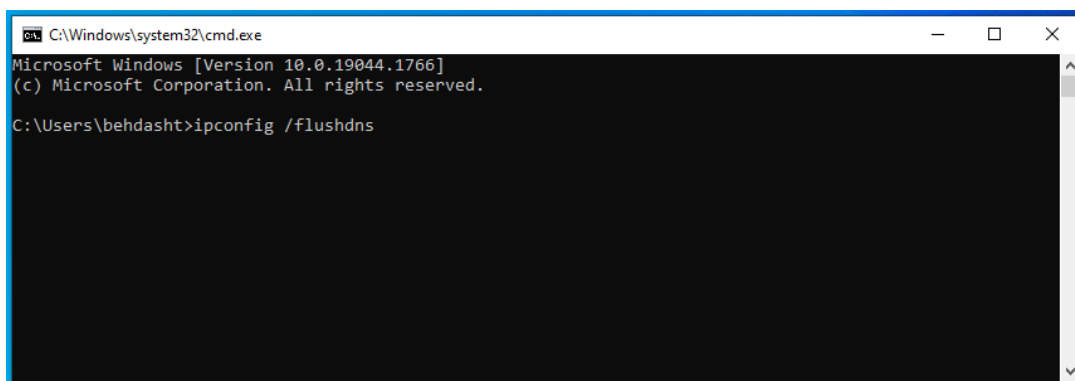 C:\Windows\system32\cmd.exe
Microsoft Windows [Version 10.0.19044.1766]
(c) Microsoft Corporation. All rights reserved.
C:\Users\behdasht>ipconfig /flushdns